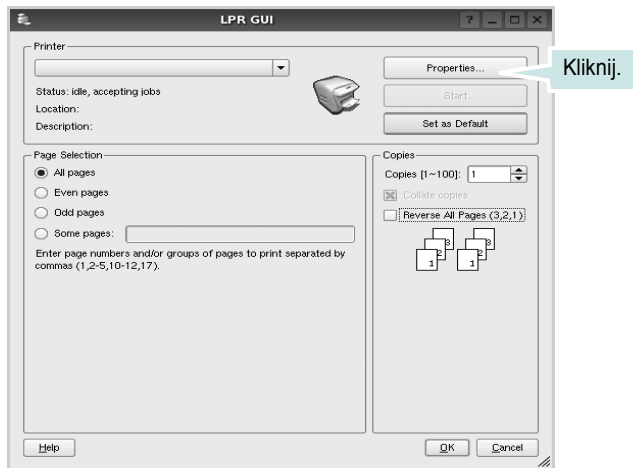 LPR GUI
Printer
Properties...
Kliknij.
Status: idle, accepting jobs
Start
Location:
Description:
Set as Default
Page Selection
All pages
Even pages
Odd pages
Some pages:
Enter page numbers and/or groups of pages to print separated by
commas (1,2-5,10-12,17).
Copies
Copies [1~100]: 1
Collate copies
Reverse All Pages (3,2,1)
3 3
2 2
1 1
Help
OK
Cancel